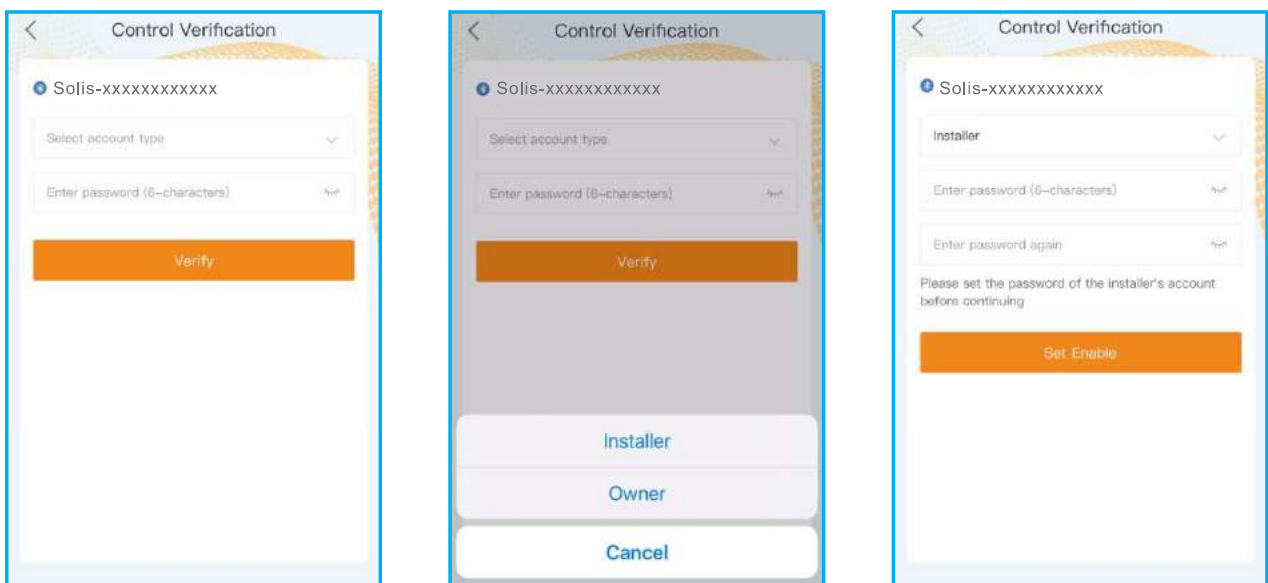 Control Verification
Solis-xxxxxxxxxxxx
Select account type
Enter password (6-characters)
Verify
Control Verification
Solis-xxxxxxxxxxxx
Select account type
Enter password (6-characters)
Verify
Installer
Owner
Cancel
Control Verification
Solis-xxxxxxxxxxxx
Installer
Enter password (6-characters)
Enter password again
Please set the password of the installer's account
before continuing
Set Enable